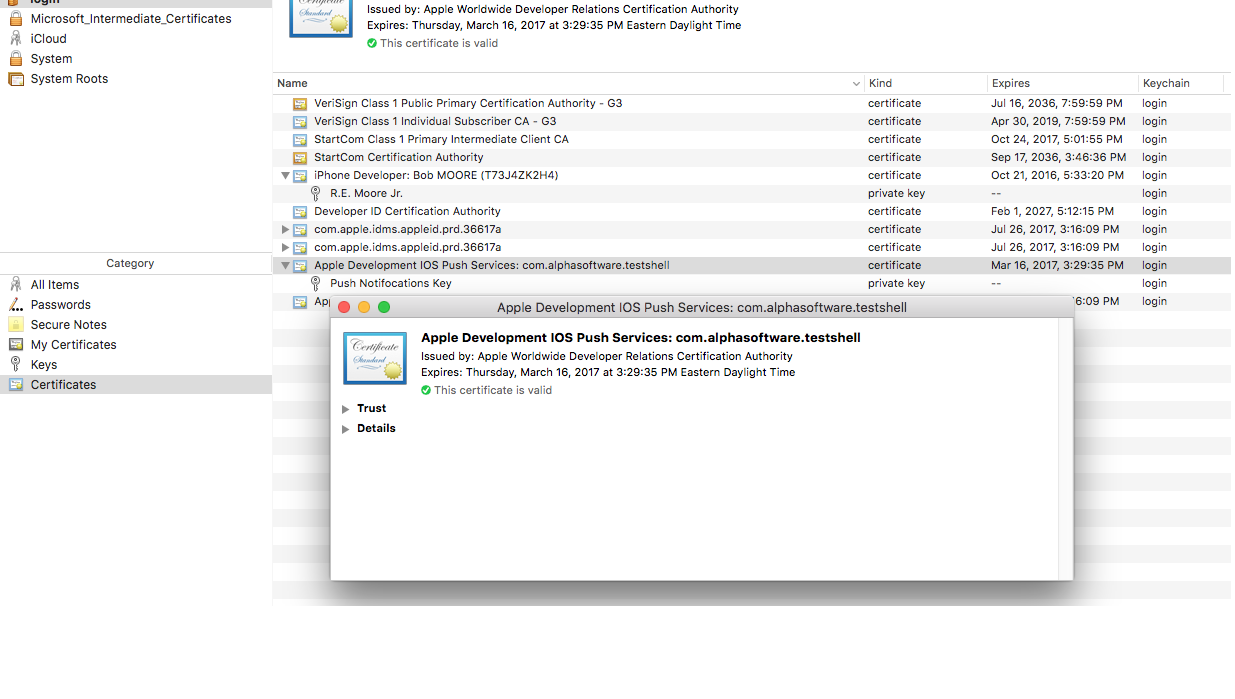 login
Microsoft_Intermediate_Certificates
iCloud
System
System Roots
Category
All Items
Passwords
Secure Notes
My Certificates
Keys
Certificates
Certificate
Standard
Issued by: Apple Worldwide Developer Relations Certification Authority
Expires: Thursday, March 16, 2017 at 3:29:35 PM Eastern Daylight Time
This certificate is valid
Name Kind Expires Keychain
VeriSign Class 1 Public Primary Certification Authority - G3 certificate Jul 16, 2036, 7:59:59 PM login
VeriSign Class 1 Individual Subscriber CA - G3 certificate Apr 30, 2019, 7:59:59 PM login
StartCom Class 1 Primary Intermediate Client CA certificate Oct 24, 2017, 5:01:55 PM login
StartCom Certification Authority certificate Sep 17, 2036, 3:46:36 PM login
iPhone Developer: Bob MOORE (T73J4ZK2H4) certificate Oct 21, 2016, 5:33:20 PM login
R.E. Moore Jr. private key -- login
Developer ID Certification Authority certificate Feb 1, 2027, 5:12:15 PM login
com.apple.idms.appleid.prd.36617a certificate Jul 26, 2017, 3:16:09 PM login
com.apple.idms.appleid.prd.36617a certificate Jul 26, 2017, 3:16:09 PM login
Apple Development IOS Push Services: com.alphasoftware.testshell certificate Mar 16, 2017, 3:29:35 PM login
Push Notifocations Key private key -- login
Ap 6:09 PM login
Apple Development IOS Push Services: com.alphasoftware.testshell
Certificate
Standard
Apple Development IOS Push Services: com.alphasoftware.testshell
Issued by: Apple Worldwide Developer Relations Certification Authority
Expires: Thursday, March 16, 2017 at 3:29:35 PM Eastern Daylight Time
This certificate is valid
Trust
Details